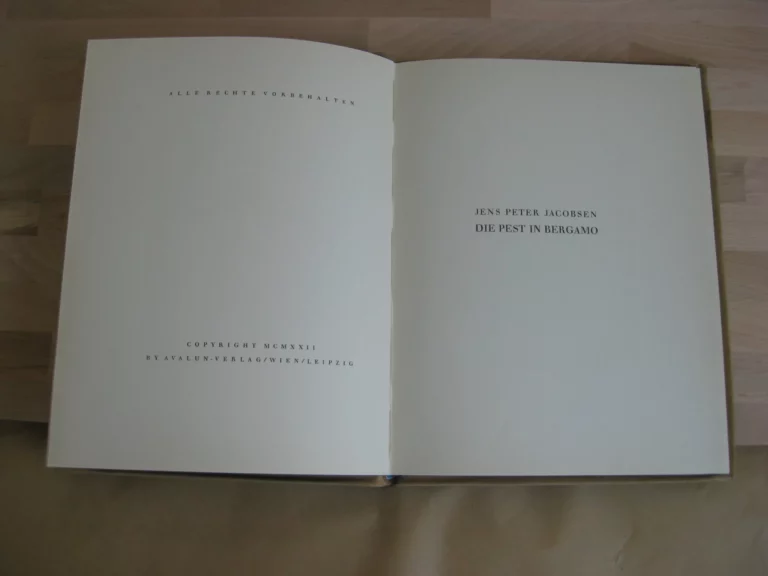 ALLE RECHTE VORBEHALTEN
COPYRIGHT MCMXXII
BY AVALUN-VERLAG/WIEN/LEIPZIG
JENS PETER JACOBSEN
DIE PEST IN BERGAMO